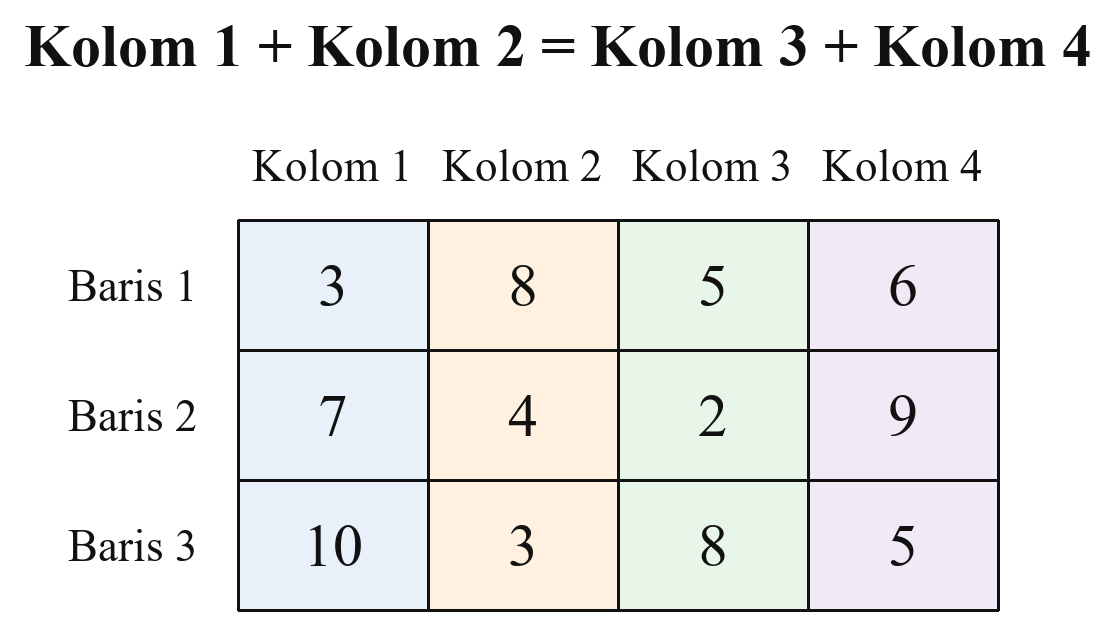 Kolom 1 + Kolom 2 = Kolom 3 + Kolom 4
Kolom 1 Kolom 2 Kolom 3 Kolom 4
Baris 1 3 8 5 6
Baris 2 7 4 2 9
Baris 3 10 3 8 5